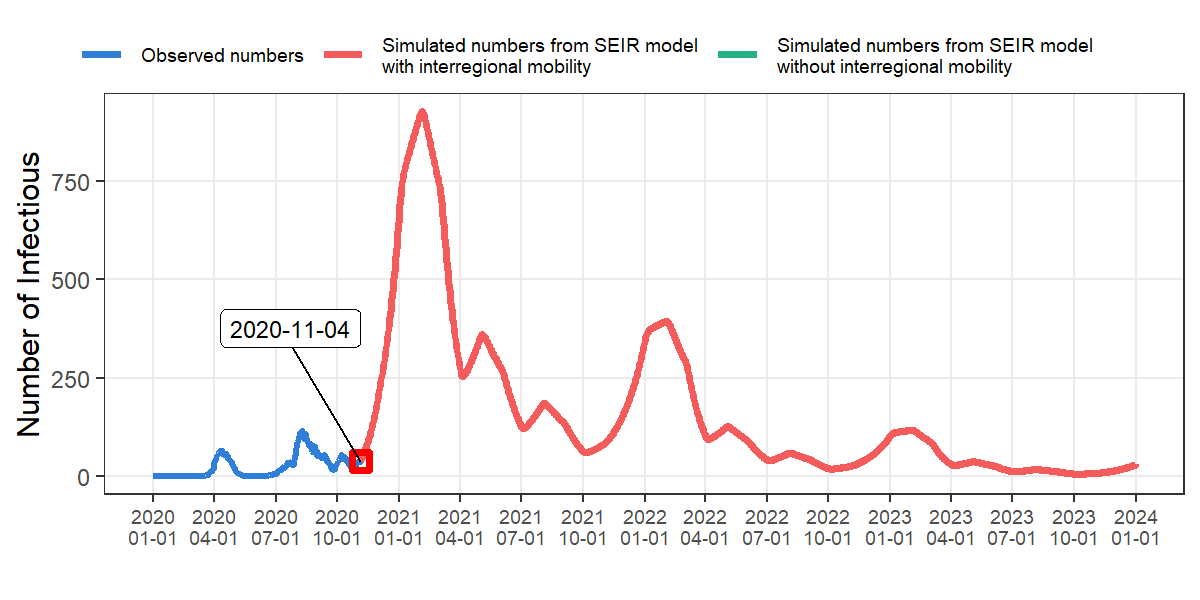 Observed numbers
Simulated numbers from SEIR model
with interregional mobility
Simulated numbers from SEIR model
without interregional mobility
Number of Infectious
750
500
250
0
2020-11-04
2020 2020 2020 2020 2021 2021 2021 2021 2022 2022 2022 2022 2023 2023 2023 2023 2024
01-01 04-01 07-01 10-01 01-01 04-01 07-01 10-01 01-01 04-01 07-01 10-01 01-01 04-01 07-01 10-01 01-01